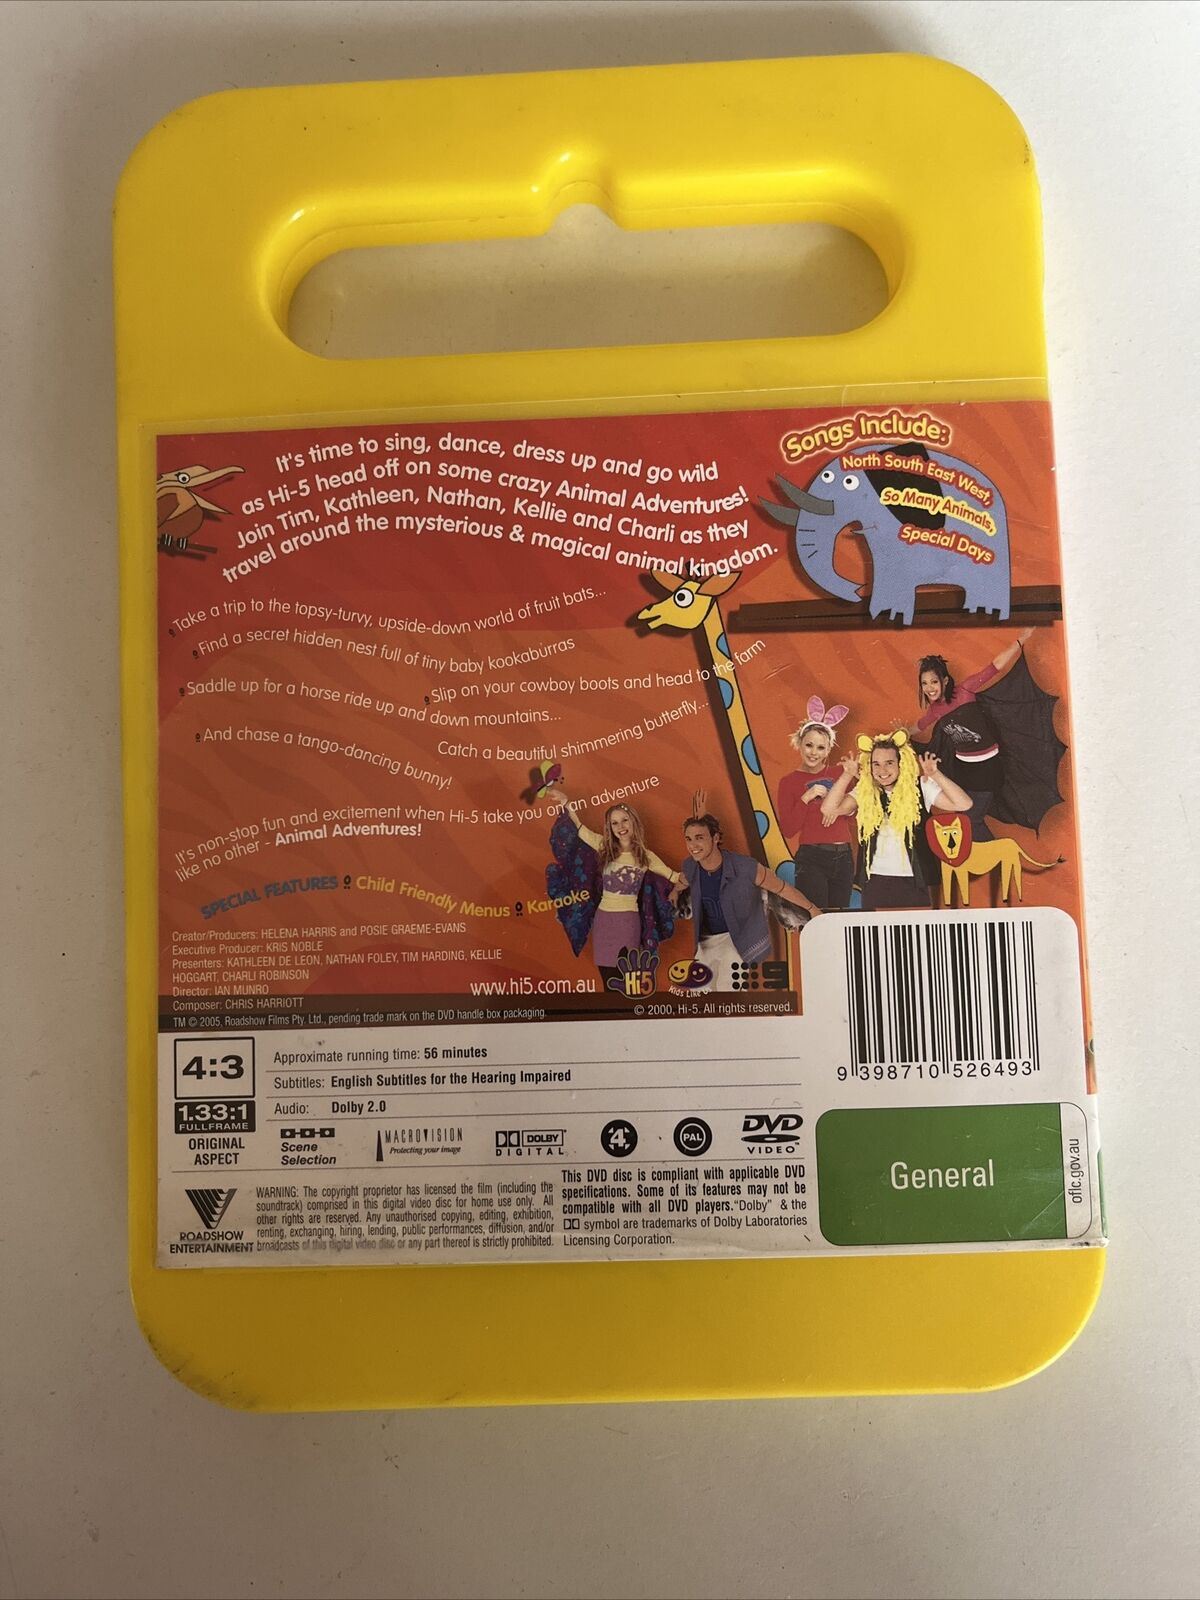 It's time to sing, dance, dress up and go wild
as Hi-5 head off on some crazy Animal Adventures!
Join Tim, Kathleen, Nathan, Kellie and Charli as they
travel around the mysterious & magical animal kingdom.
Songs Include:
North South East West,
So Many Animals,
Special Days
Take a trip to the topsy-turvy, upside-down world of fruit bats...
Find a secret hidden nest full of tiny baby kookaburras
Slip on your cowboy boots and head to the farm
Saddle up for a horse ride up and down mountains...
Catch a beautiful shimmering butterfly...
And chase a tango-dancing bunny!
It's non-stop fun and excitement when Hi-5 take you on an adventure
like no other - Animal Adventures!
SPECIAL FEATURES Child Friendly Menus Karaoke
Creator/Producers: HELENA HARRIS and POSIE GRAEME-EVANS
Executive Producer: KRIS NOBLE
Presenters: KATHLEEN DE LEON, NATHAN FOLEY, TIM HARDING, KELLIE
HOGGART, CHARLI ROBINSON
Director: IAN MUNRO
Composer: CHRIS HARRIOTT
www.hi5.com.au
Hi5
Kids Like Us
9
TM © 2005, Roadshow Films Pty. Ltd., pending trade mark on the DVD handle box packaging.
© 2000, Hi-5. All rights reserved.
4:3
1.33:1
FULLFRAME
ORIGINAL
ASPECT
Approximate running time: 56 minutes
Subtitles: English Subtitles for the Hearing Impaired
Audio: Dolby 2.0
Scene
Selection
MACROVISION
Protecting your image
DOLBY
DIGITAL
4
PAL
DVD
VIDEO
ROADSHOW
ENTERTAINMENT
WARNING: The copyright proprietor has licensed the film (including the
soundtrack) comprised in this digital video disc for home use only. All
other rights are reserved. Any unauthorised copying, editing, exhibition,
renting, exchanging, hiring, lending, public performances, diffusion, and/or
broadcasts of this digital video disc or any part thereof is strictly prohibited.
This DVD disc is compliant with applicable DVD
specifications. Some of its features may not be
compatible with all DVD players. "Dolby" & the
symbol are trademarks of Dolby Laboratories
Licensing Corporation.
9 398710 526493
General
oflc.gov.au